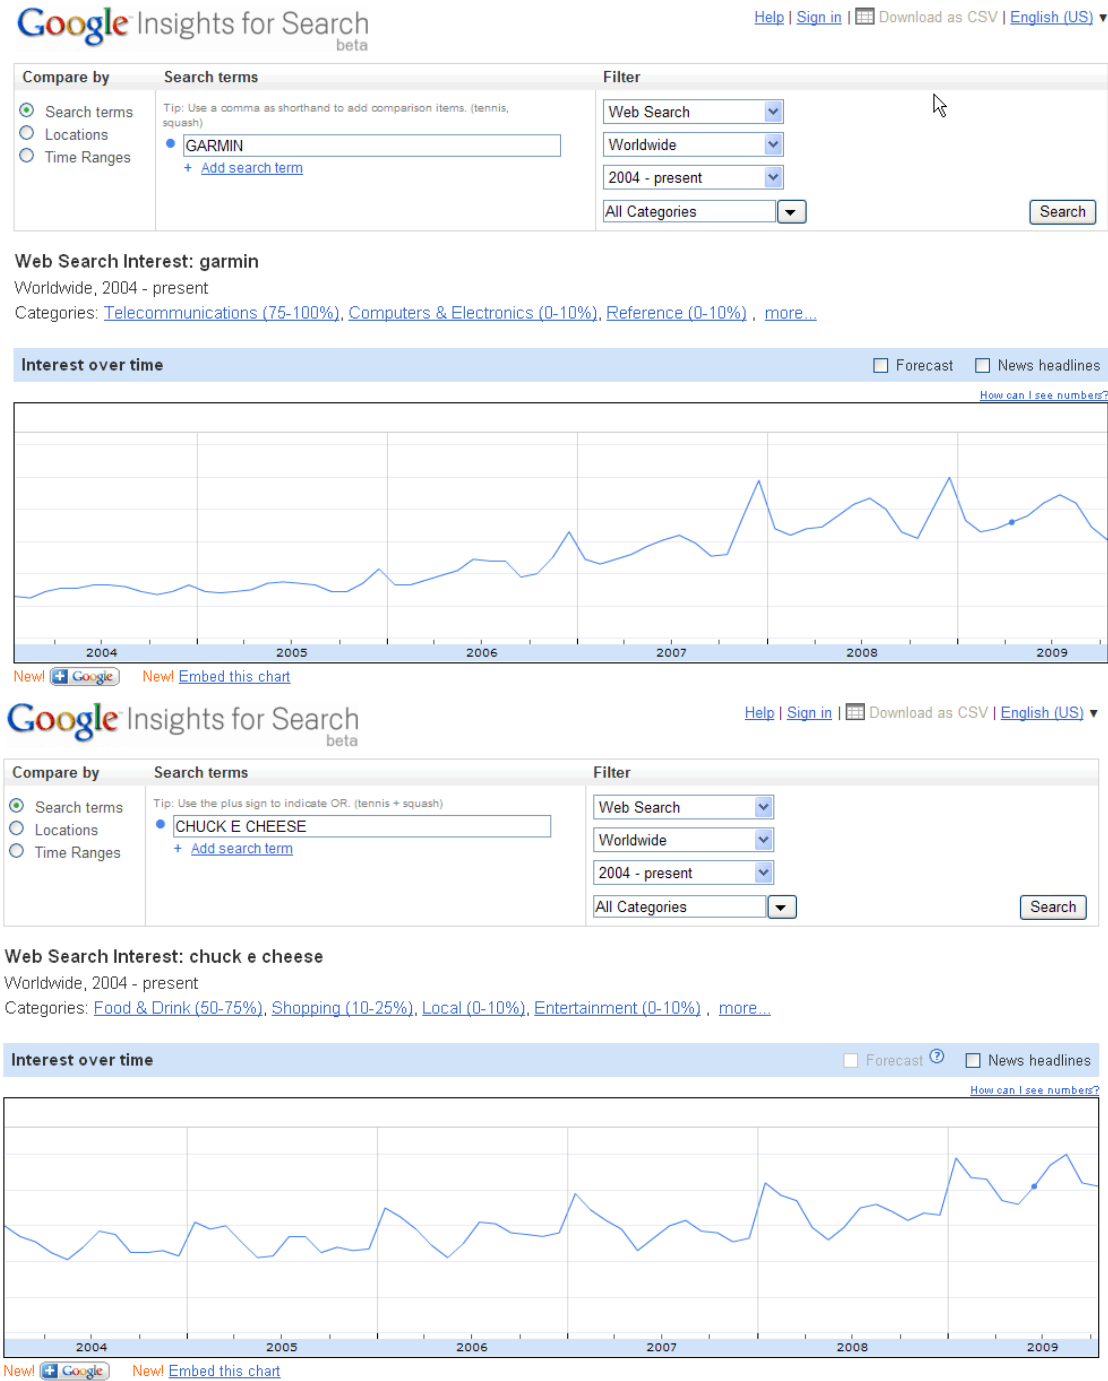 Google Insights for Search
beta
Help | Sign in | Download as CSV | English (US) ▼
Compare by
Search terms
Filter
Search terms
Locations
Time Ranges
Tip: Use a comma as shorthand to add comparison items. (tennis,
squash)
GARMIN
+ Add search term
Web Search
Worldwide
2004 - present
All Categories
Search
Web Search Interest: garmin
Worldwide, 2004 - present
Categories: Telecommunications (75-100%), Computers & Electronics (0-10%), Reference (0-10%) , more...
Interest over time
Forecast
News headlines
How can I see numbers?
2004 2005 2006 2007 2008 2009
New! + Google New! Embed this chart
Google Insights for Search
beta
Help | Sign in | Download as CSV | English (US) ▼
Compare by
Search terms
Filter
Search terms
Locations
Time Ranges
Tip: Use the plus sign to indicate OR. (tennis + squash)
CHUCK E CHEESE
+ Add search term
Web Search
Worldwide
2004 - present
All Categories
Search
Web Search Interest: chuck e cheese
Worldwide, 2004 - present
Categories: Food & Drink (50-75%), Shopping (10-25%), Local (0-10%), Entertainment (0-10%) , more...
Interest over time
Forecast ?
News headlines
How can I see numbers?
2004 2005 2006 2007 2008 2009
New! + Google New! Embed this chart